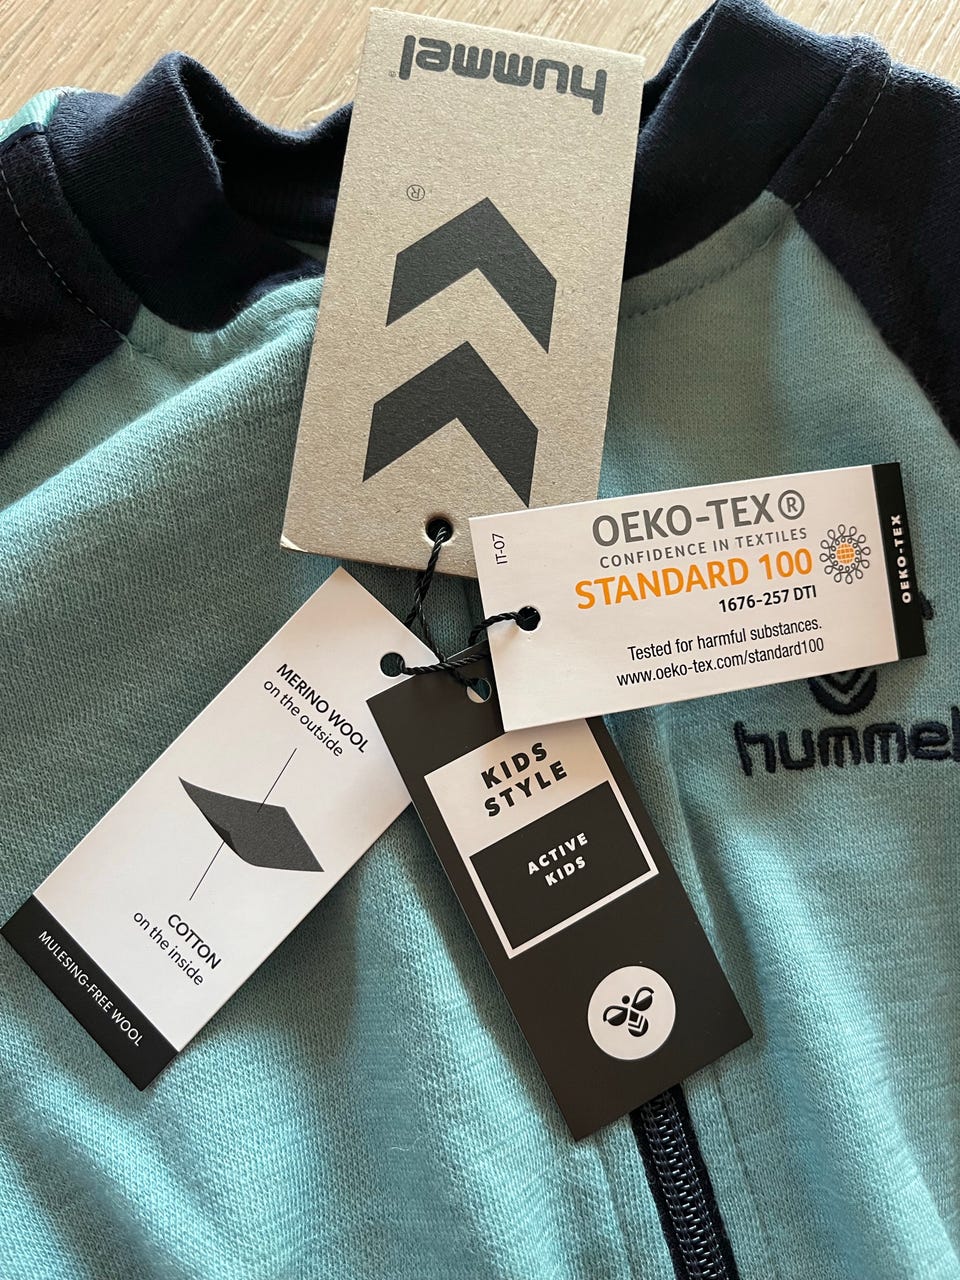 hummel®
®
IT-07
OEKO-TEX®
CONFIDENCE IN TEXTILES
STANDARD 100
1676-257 DTI
Tested for harmful substances.
www.oeko-tex.com/standard100
OEKO-TEX
hummel
MERINO WOOL
on the outside
COTTON
on the inside
MULESING-FREE WOOL
KIDS
STYLE
ACTIVE
KIDS